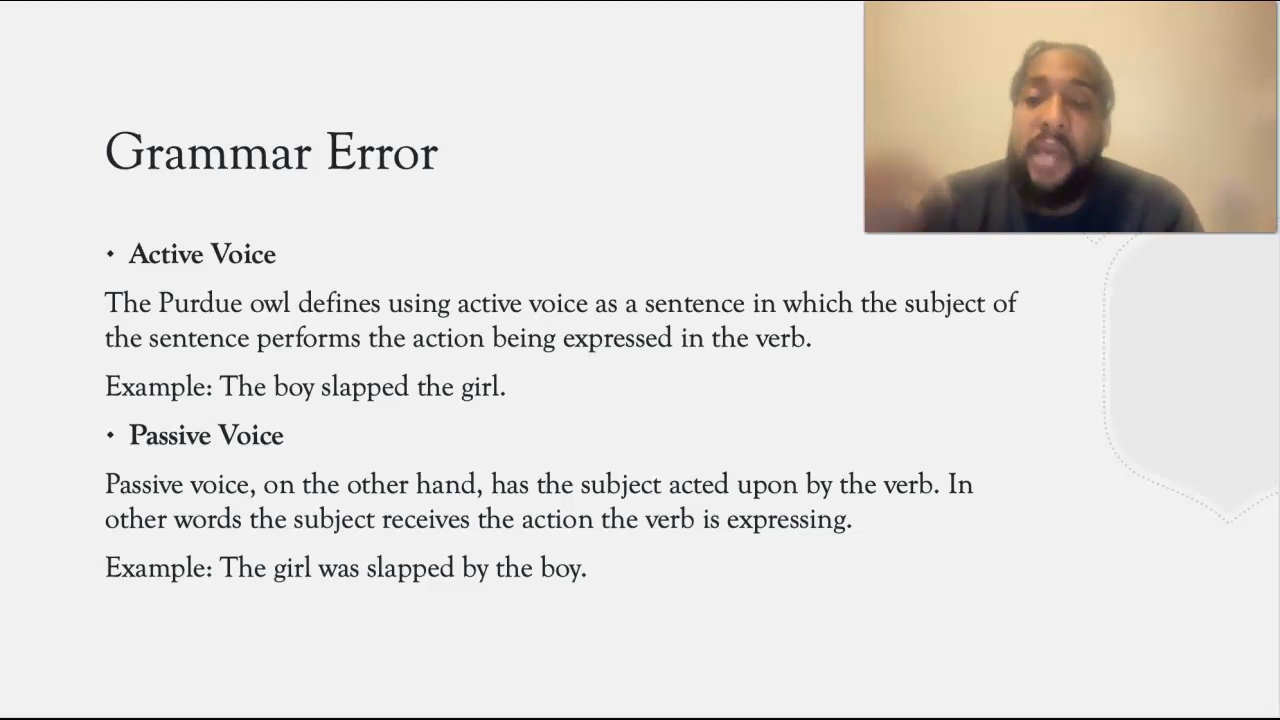 Grammar Error
• Active Voice
The Purdue owl defines using active voice as a sentence in which the subject of
the sentence performs the action being expressed in the verb.
Example: The boy slapped the girl.
• Passive Voice
Passive voice, on the other hand, has the subject acted upon by the verb. In
other words the subject receives the action the verb is expressing.
Example: The girl was slapped by the boy.